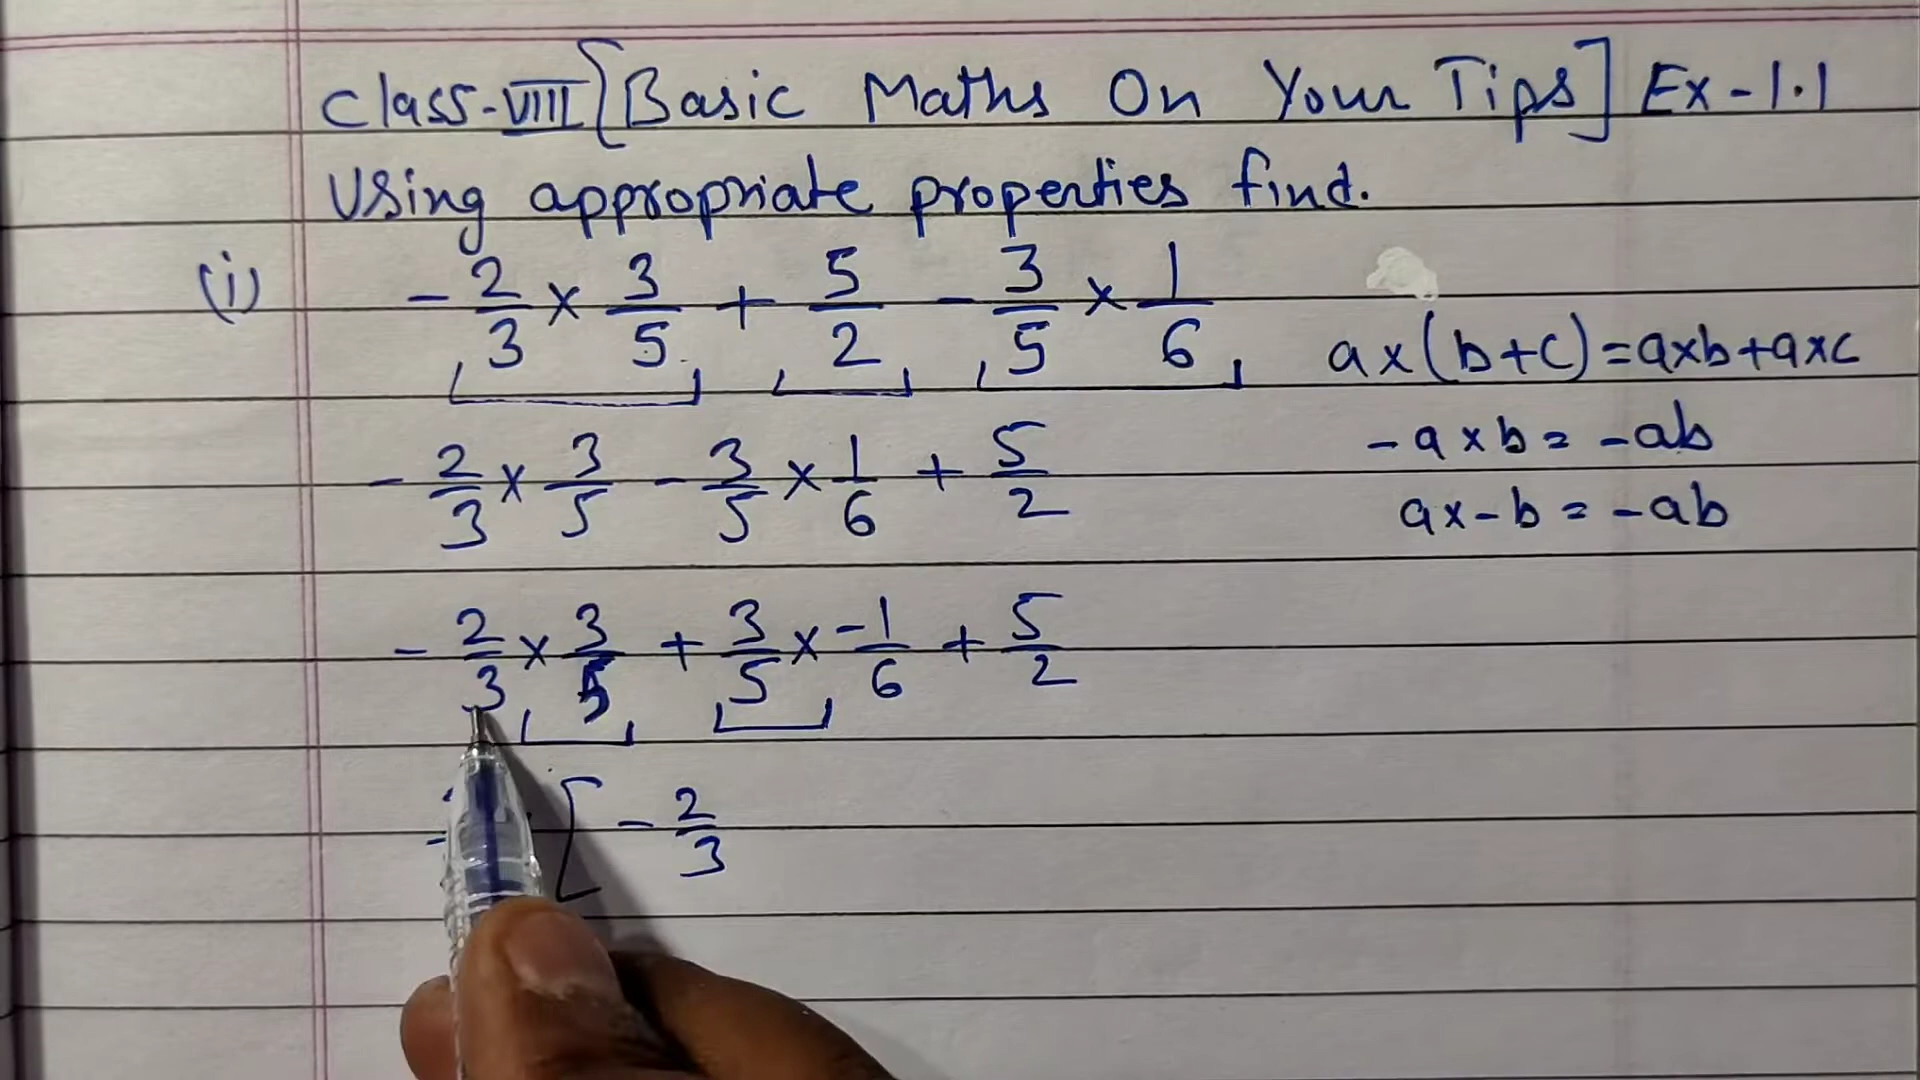 Class-VIII [Basic Maths On Your Tips] Ex-1.1
Using appropriate properties find.
(i) -2/3 × 3/5 + 5/2 - 3/5 × 1/6
a×(b+c)=a×b+a×c
-2/3 × 3/5 - 3/5 × 1/6 + 5/2
-a×b = -ab
a×-b = -ab
-2/3 × 3/5 + 3/5 × -1/6 + 5/2
[ -2/3